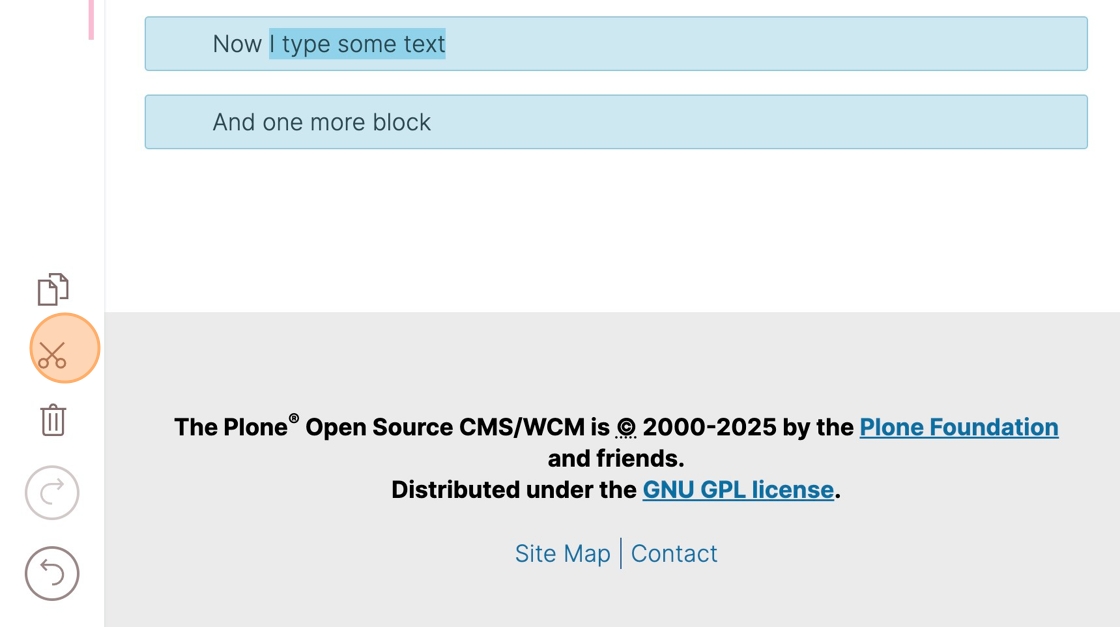 Now I type some text
And one more block
The Plone® Open Source CMS/WCM is © 2000-2025 by the Plone Foundation
and friends.
Distributed under the GNU GPL license.
Site Map | Contact